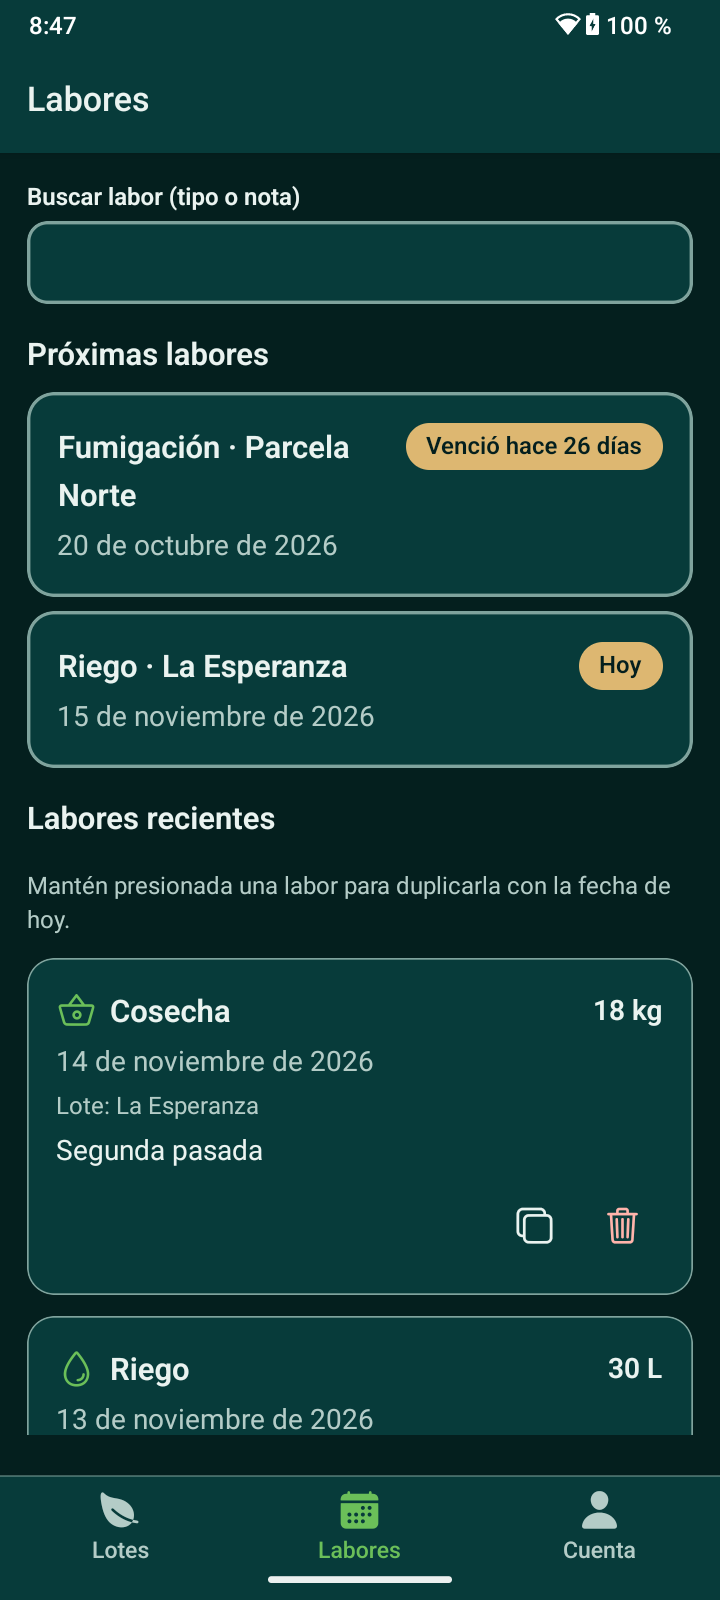 8:47
100 %
Labores
Buscar labor (tipo o nota)
Próximas labores
Fumigación · Parcela Norte
Venció hace 26 días
20 de octubre de 2026
Riego · La Esperanza
Hoy
15 de noviembre de 2026
Labores recientes
Mantén presionada una labor para duplicarla con la fecha de
hoy.
Cosecha
18 kg
14 de noviembre de 2026
Lote: La Esperanza
Segunda pasada
Riego
30 L
13 de noviembre de 2026
Lotes
Labores
Cuenta